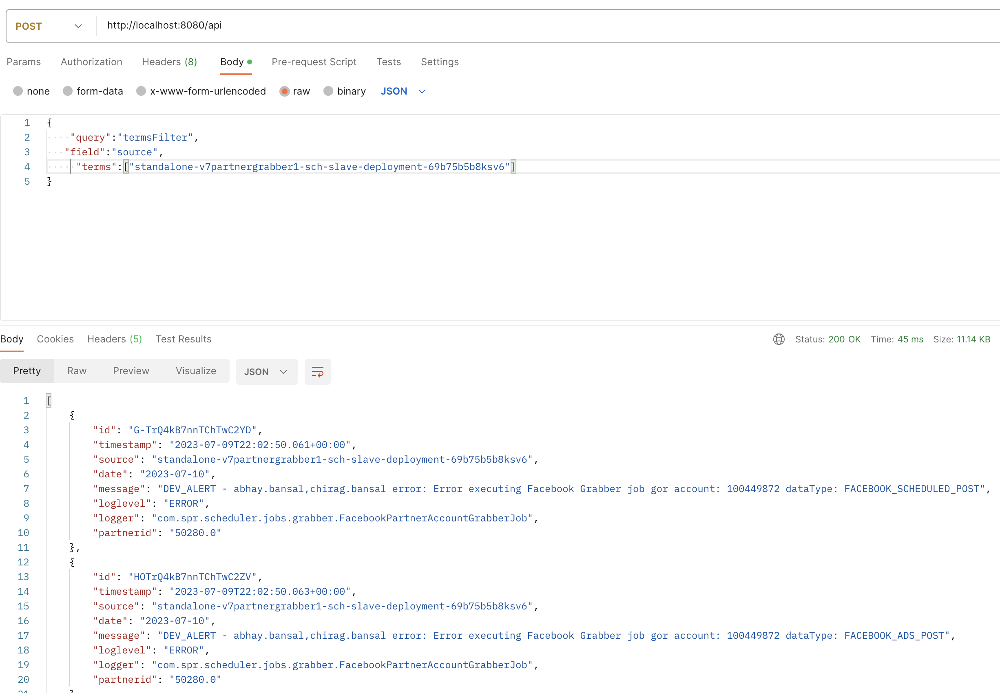 POST http://localhost:8080/api
Params Authorization Headers (8) Body Pre-request Script Tests Settings
none form-data x-www-form-urlencoded raw binary JSON
1 {
2 "query":"termsFilter",
3 "field":"source",
4 "terms":["standalone-v7partnergrabber1-sch-slave-deployment-69b75b5b8ksv6"]
5 }
Body Cookies Headers (5) Test Results Status: 200 OK Time: 45 ms Size: 11.14 KB
Pretty Raw Preview Visualize JSON
1 [
2 {
3 "id": "G-TrQ4kB7nnTChTwC2YD",
4 "timestamp": "2023-07-09T22:02:50.061+00:00",
5 "source": "standalone-v7partnergrabber1-sch-slave-deployment-69b75b5b8ksv6",
6 "date": "2023-07-10",
7 "message": "DEV_ALERT - abhay.bansal,chirag.bansal error: Error executing Facebook Grabber job gor account: 100449872 dataType: FACEBOOK_SCHEDULED_POST",
8 "loglevel": "ERROR",
9 "logger": "com.spr.scheduler.jobs.grabber.FacebookPartnerAccountGrabberJob",
10 "partnerid": "50280.0"
11 },
12 {
13 "id": "HOTrQ4kB7nnTChTwC2ZV",
14 "timestamp": "2023-07-09T22:02:50.063+00:00",
15 "source": "standalone-v7partnergrabber1-sch-slave-deployment-69b75b5b8ksv6",
16 "date": "2023-07-10",
17 "message": "DEV_ALERT - abhay.bansal,chirag.bansal error: Error executing Facebook Grabber job gor account: 100449872 dataType: FACEBOOK_ADS_POST",
18 "loglevel": "ERROR",
19 "logger": "com.spr.scheduler.jobs.grabber.FacebookPartnerAccountGrabberJob",
20 "partnerid": "50280.0"